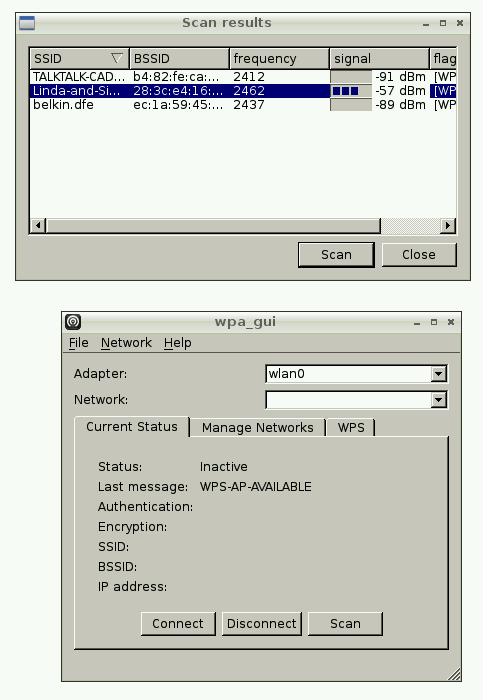 Scan results
SSID BSSID frequency signal flag
TALKTALK-CAD... b4:82:fe:ca:... 2412 -91 dBm [WP
Linda-and-Si... 28:3c:e4:16:... 2462 -57 dBm [WP
belkin.dfe ec:1a:59:45:... 2437 -89 dBm [WP
Scan Close
wpa_gui
File Network Help
Adapter: wlan0
Network:
Current Status Manage Networks WPS
Status: Inactive
Last message: WPS-AP-AVAILABLE
Authentication:
Encryption:
SSID:
BSSID:
IP address:
Connect Disconnect Scan